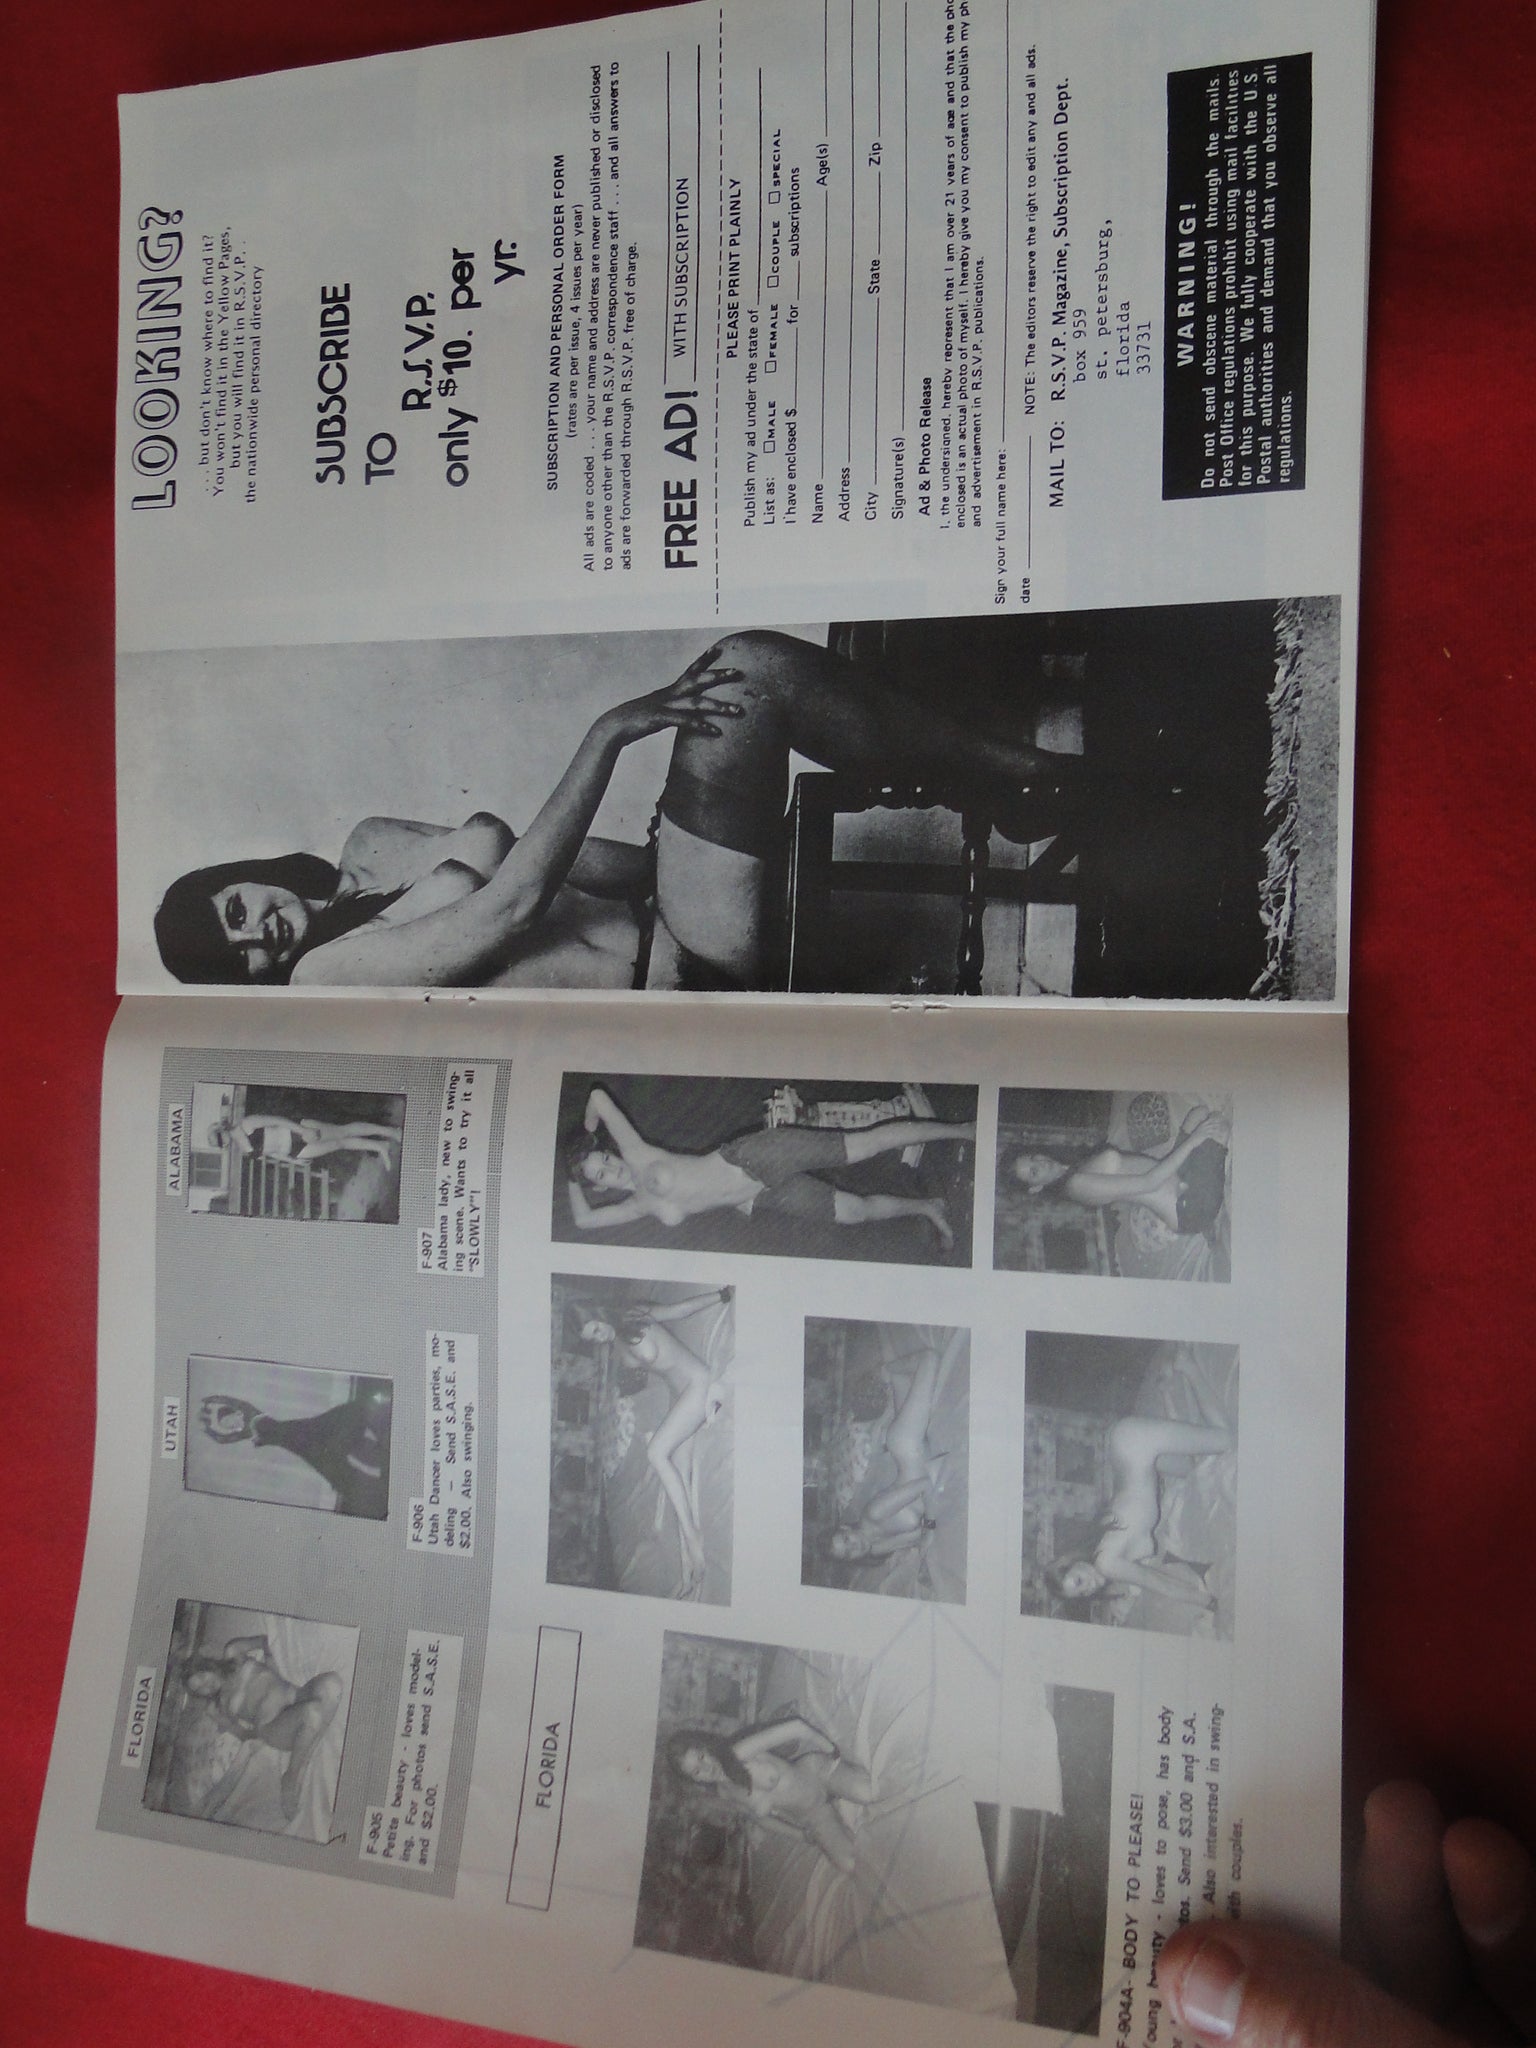 FLORIDA
F-905
Petite beauty - loves model-
ing. For photos send S.A.S.E.
and $2.00.
UTAH
F-906
Utah Dancer loves parties, mo-
deling — Send S.A.S.E. and
$2.00. Also swinging.
ALABAMA
F-907
Alabama lady, new to swing-
ing scene. Wants to try it all
"SLOWLY"!
FLORIDA
F-904A- BODY TO PLEASE!
Young beauty - loves to pose, has body
tos. Send $3.00 and S.A.
Also interested in swing-
with couples.
LOOKING?
. . . but don't know where to find it?
You won't find it in the Yellow Pages,
but you will find it in R.S.V.P. . .
the nationwide personal directory
SUBSCRIBE
TO
R.S.V.P.
only $10. per
yr.
SUBSCRIPTION AND PERSONAL ORDER FORM
(rates are per issue, 4 issues per year)
All ads are coded . . . your name and address are never published or disclosed
to anyone other than the R.S.V.P. correspondence staff . . . and all answers to
ads are forwarded through R.S.V.P. free of charge.
FREE AD! WITH SUBSCRIPTION
PLEASE PRINT PLAINLY
Publish my ad under the state of
List as: MALE FEMALE COUPLE SPECIAL
I have enclosed $ for subscriptions
Name Age(s)
Address
City State Zip
Signature(s)
Ad & Photo Release
I, the undersigned, hereby represent that I am over 21 years of age and that the
enclosed is an actual photo of myself. I hereby give you my consent to publish my
and advertisement in R.S.V.P. publications.
Sign your full name here:
date NOTE: The editors reserve the right to edit any and all ads.
MAIL TO: R.S.V.P. Magazine, Subscription Dept.
box 959
st. petersburg,
florida
33731
WARNING!
Do not send obscene material through the mails.
Post Office regulations prohibit using mail facilities
for this purpose. We fully cooperate with the U.S.
Postal authorities and demand that you observe all
regulations.